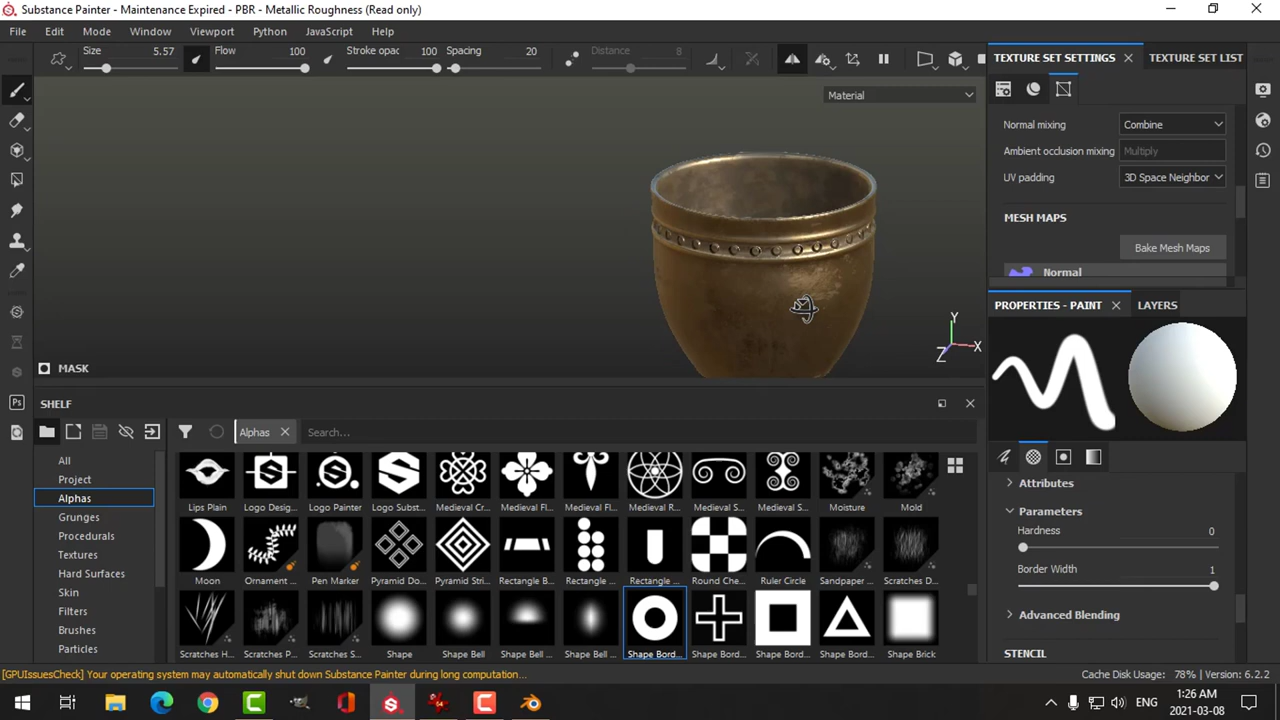 Substance Painter - Maintenance Expired - PBR - Metallic Roughness (Read only)
File Edit Mode Window Viewport Python JavaScript Help
Size 5.57 Flow 100 Stroke opac 100 Spacing 20 Distance 8
TEXTURE SET SETTINGS TEXTURE SET LIST
Material
Normal mixing Combine
Ambient occlusion mixing Multiply
UV padding 3D Space Neighbor
MESH MAPS
Bake Mesh Maps
Normal
PROPERTIES - PAINT LAYERS
Y
X
Z
MASK
SHELF
Alphas Search...
All
Project
Alphas
Grunges
Procedurals
Textures
Hard Surfaces
Skin
Filters
Brushes
Particles
Lips Plain Logo Desig... Logo Painter Logo Subst... Medieval Cr... Medieval Fl... Medieval Fl... Medieval R... Medieval S... Medieval S... Moisture Mold
Moon Ornament ... Pen Marker Pyramid Do... Pyramid Stri... Rectangle B... Rectangle ... Rectangle ... Round Che... Ruler Circle Sandpaper ... Scratches D...
Scratches H... Scratches P... Scratches S... Shape Shape Bell Shape Bell ... Shape Bell ... Shape Bord... Shape Bord... Shape Bord... Shape Bord... Shape Brick
Attributes
Parameters
Hardness 0
Border Width 1
Advanced Blending
STENCIL
[GPUIssuesCheck] Your operating system may automatically shut down Substance Painter during long computation...
Cache Disk Usage: 78% | Version: 6.2.2
Ps
ENG
1:26 AM
2021-03-08